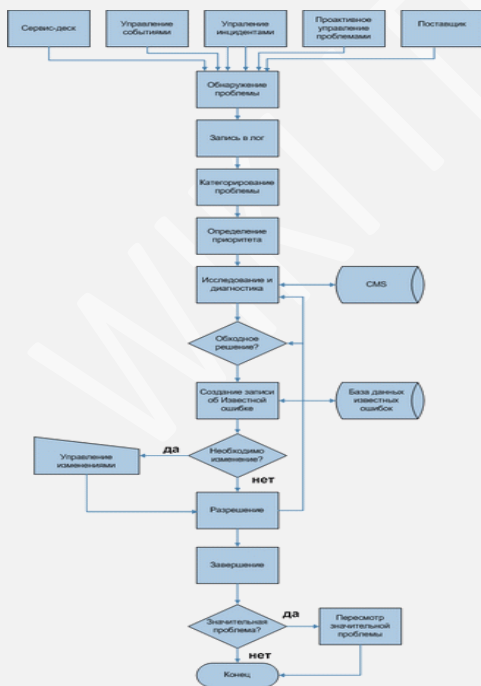 Сервис-деск
Управление
событиями
Упраление
инцидентами
Проактивное
управление
проблемами
Поставщик
Обнаружение
проблемы
Запись в лог
Категорирование
проблемы
Определение
приоритета
Исследование и
диагностика
CMS
Обходное
решение?
Создание записи
об Известной
ошибке
База данных
известных
ошибок
Необходимо
изменение?
да
Управление
изменениями
нет
Разрешение
Завершение
Значительная
проблема?
да
Пересмотр
значительной
проблемы
нет
Конец